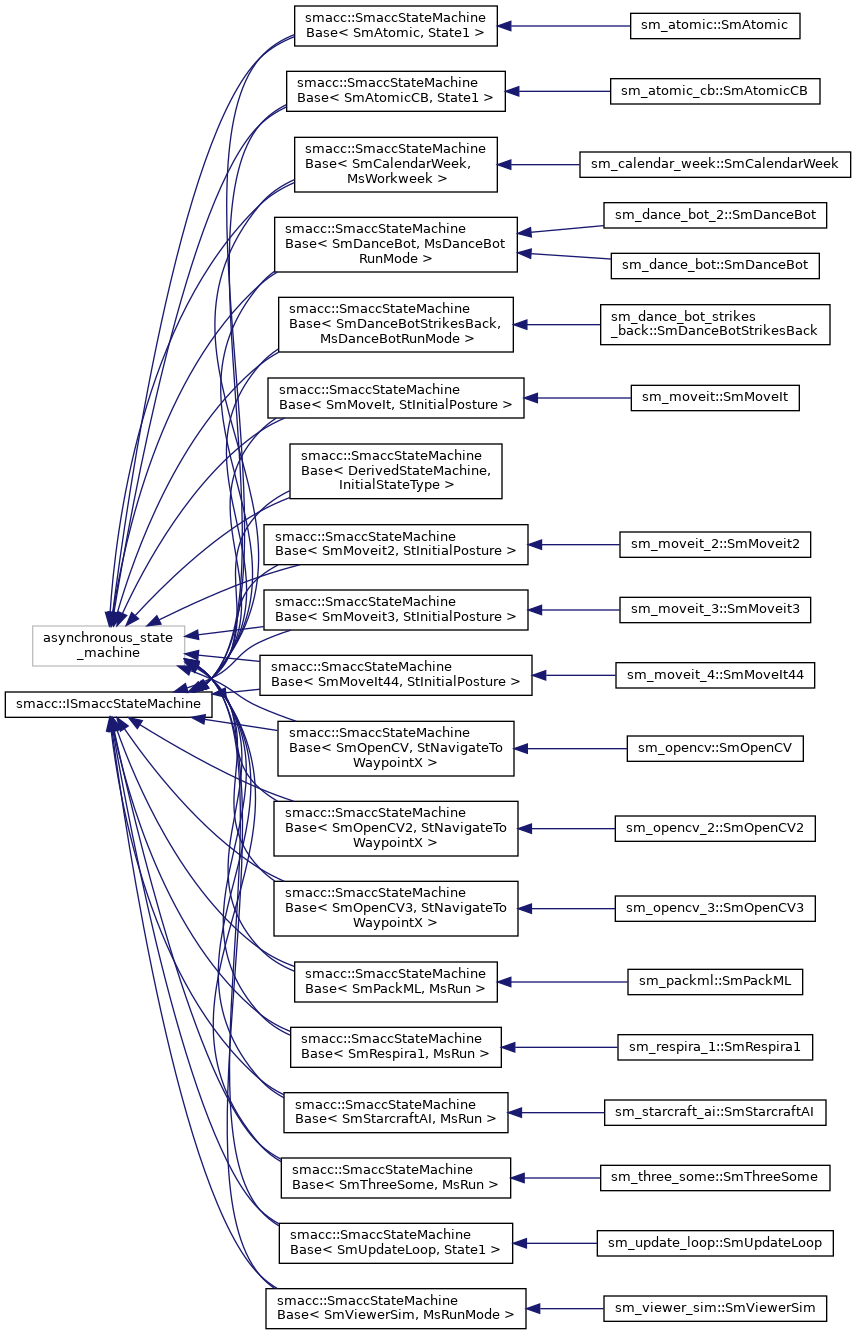 smacc::SmaccStateMachine
Base< SmAtomic, State1 >
sm_atomic::SmAtomic
smacc::SmaccStateMachine
Base< SmAtomicCB, State1 >
sm_atomic_cb::SmAtomicCB
smacc::SmaccStateMachine
Base< SmCalendarWeek,
MsWorkweek >
sm_calendar_week::SmCalendarWeek
smacc::SmaccStateMachine
Base< SmDanceBot, MsDanceBot
RunMode >
sm_dance_bot_2::SmDanceBot
sm_dance_bot::SmDanceBot
smacc::SmaccStateMachine
Base< SmDanceBotStrikesBack,
MsDanceBotRunMode >
sm_dance_bot_strikes
_back::SmDanceBotStrikesBack
smacc::SmaccStateMachine
Base< SmMoveIt, StInitialPosture >
sm_moveit::SmMoveIt
smacc::SmaccStateMachine
Base< DerivedStateMachine,
InitialStateType >
smacc::SmaccStateMachine
Base< SmMoveit2, StInitialPosture >
sm_moveit_2::SmMoveit2
smacc::SmaccStateMachine
Base< SmMoveit3, StInitialPosture >
sm_moveit_3::SmMoveit3
asynchronous_state
_machine
smacc::SmaccStateMachine
Base< SmMoveIt44, StInitialPosture >
sm_moveit_4::SmMoveIt44
smacc::ISmaccStateMachine
smacc::SmaccStateMachine
Base< SmOpenCV, StNavigateTo
WaypointX >
sm_opencv::SmOpenCV
smacc::SmaccStateMachine
Base< SmOpenCV2, StNavigateTo
WaypointX >
sm_opencv_2::SmOpenCV2
smacc::SmaccStateMachine
Base< SmOpenCV3, StNavigateTo
WaypointX >
sm_opencv_3::SmOpenCV3
smacc::SmaccStateMachine
Base< SmPackML, MsRun >
sm_packml::SmPackML
smacc::SmaccStateMachine
Base< SmRespira1, MsRun >
sm_respira_1::SmRespira1
smacc::SmaccStateMachine
Base< SmStarcraftAI, MsRun >
sm_starcraft_ai::SmStarcraftAI
smacc::SmaccStateMachine
Base< SmThreeSome, MsRun >
sm_three_some::SmThreeSome
smacc::SmaccStateMachine
Base< SmUpdateLoop, State1 >
sm_update_loop::SmUpdateLoop
smacc::SmaccStateMachine
Base< SmViewerSim, MsRunMode >
sm_viewer_sim::SmViewerSim